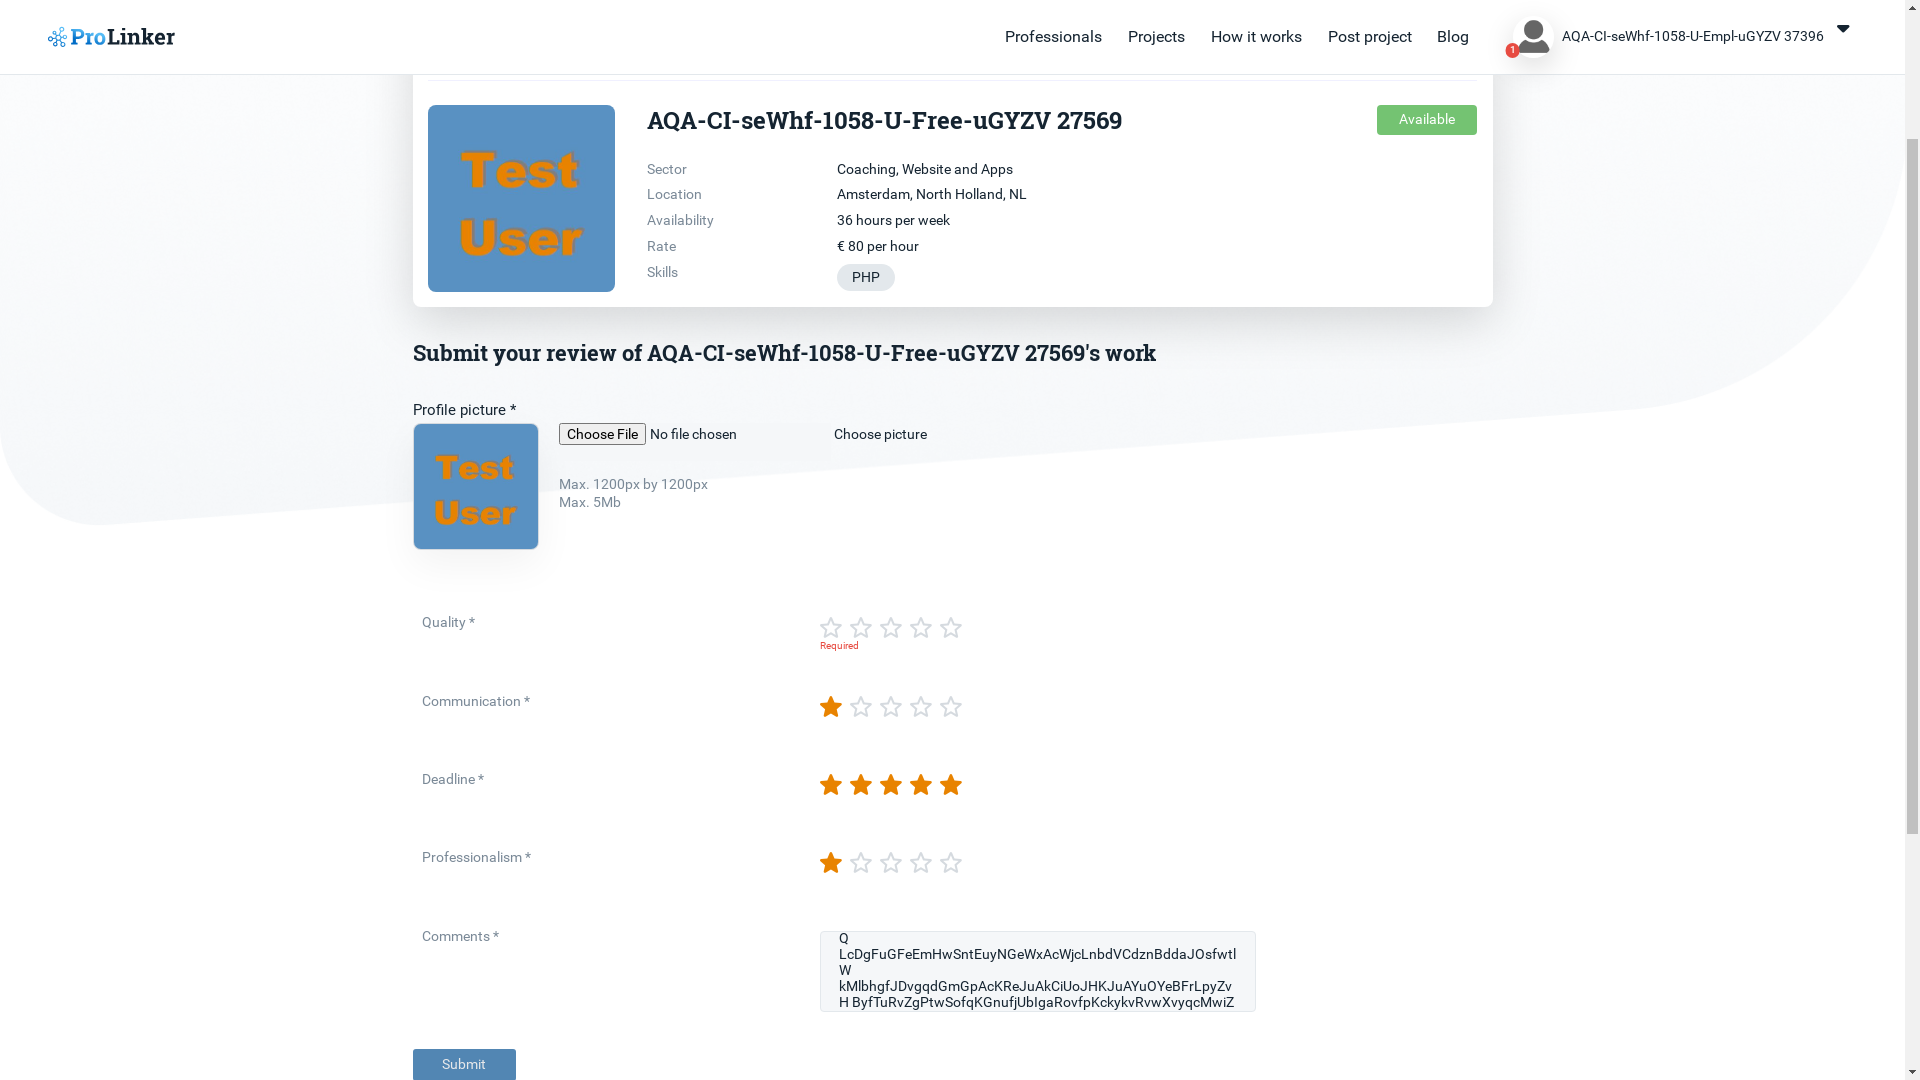 ProLinker
Professionals
Projects
How it works
Post project
Blog
1
AQA-CI-seWhf-1058-U-Empl-uGYZV 37396
Test
User
AQA-CI-seWhf-1058-U-Free-uGYZV 27569
Available
Sector
Coaching, Website and Apps
Location
Amsterdam, North Holland, NL
Availability
36 hours per week
Rate
€ 80 per hour
Skills
PHP
Submit your review of AQA-CI-seWhf-1058-U-Free-uGYZV 27569's work
Profile picture *
Test
User
Choose File No file chosen
Choose picture
Max. 1200px by 1200px
Max. 5Mb
Quality *
Required
Communication *
Deadline *
Professionalism *
Comments *
Q
LcDgFuGFeEmHwSntEuyNGeWxAcWjcLnbdVCdznBddaJOsfwtl
W
kMlbhgfJDvgqdGmGpAcKReJuAkCiUoJHKJuAYuOYeBFrLpyZv
H ByfTuRvZgPtwSofqKGnufjUbIgaRovfpKckykvRvwXvyqcMwiZ
Submit